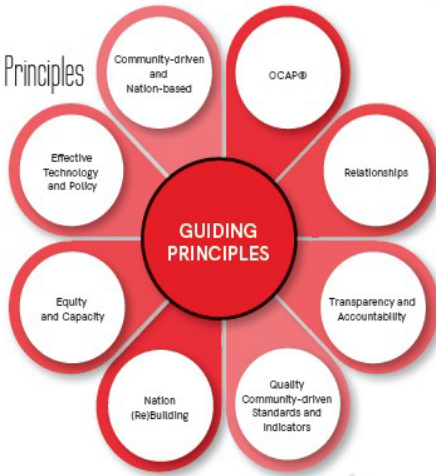 Principles
Community-driven
and
Nation-based
OCAP®
Effective
Technology
and Policy
Relationships
GUIDING
PRINCIPLES
Equity
and Capacity
Transparency and
Accountability
Nation
(Re)Building
Quality
Community-driven
Standards and
Indicators